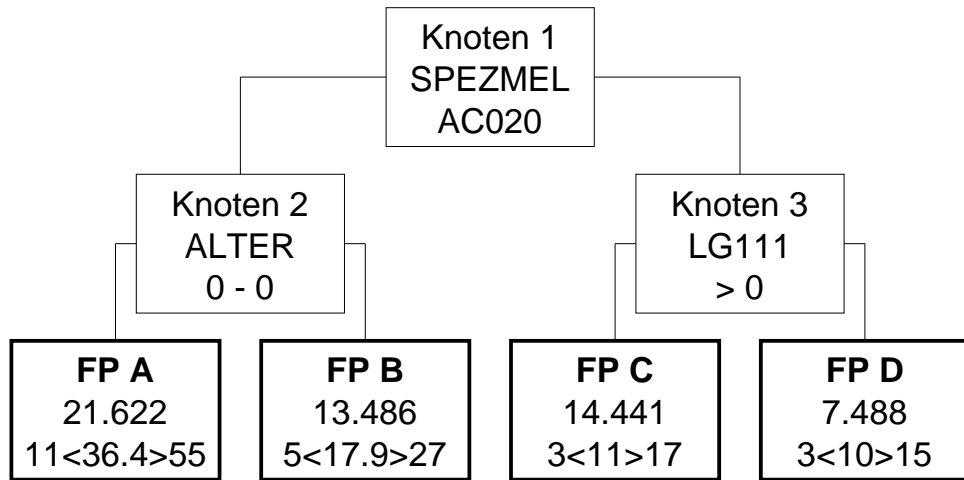 Knoten 1
SPEZMEL
AC020
Knoten 2
ALTER
0 - 0
Knoten 3
LG111
> 0
FP A
21.622
11<36.4>55
FP B
13.486
5<17.9>27
FP C
14.441
3<11>17
FP D
7.488
3<10>15